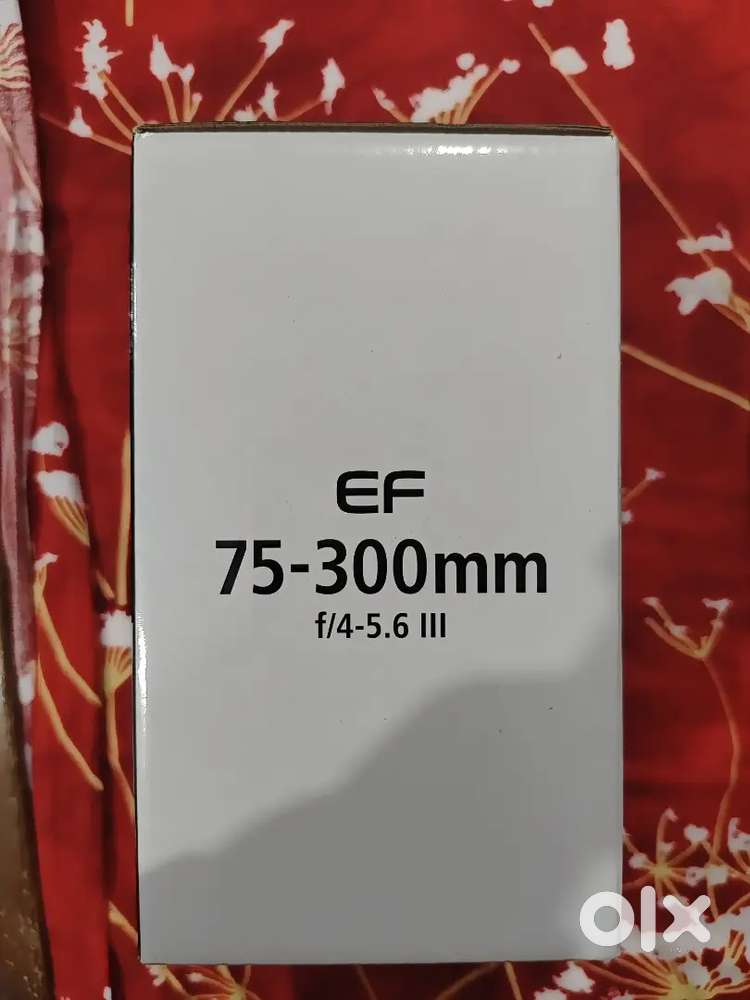 EF
75-300mm
f/4-5.6 III
olx